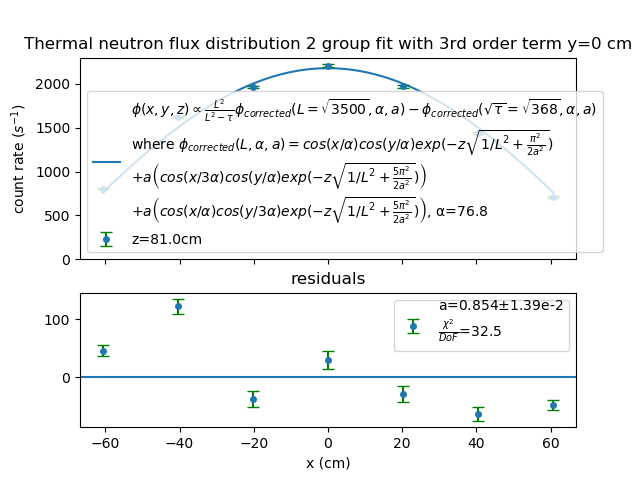 Thermal neutron flux distribution 2 group fit with 3rd order term y=0 cm
2000
1500
1000
500
0
count rate (s⁻¹)
ϕ(x, y, z) ∝ L²/(L²−τ) ϕ_corrected(L = √3500, α, a) − ϕ_corrected(√τ = √368, α, a)
where ϕ_corrected(L, α, a) = cos(x/α)cos(y/α)exp(−z√(1/L² + π²/2a²))
+a(cos(x/3α)cos(y/α)exp(−z√(1/L² + 5π²/2a²)))
+a(cos(x/α)cos(y/3α)exp(−z√(1/L² + 5π²/2a²))), α=76.8
z=81.0cm
residuals
100
0
a=0.854±1.39e-2
χ²/DoF=32.5
−60 −40 −20 0 20 40 60
x (cm)